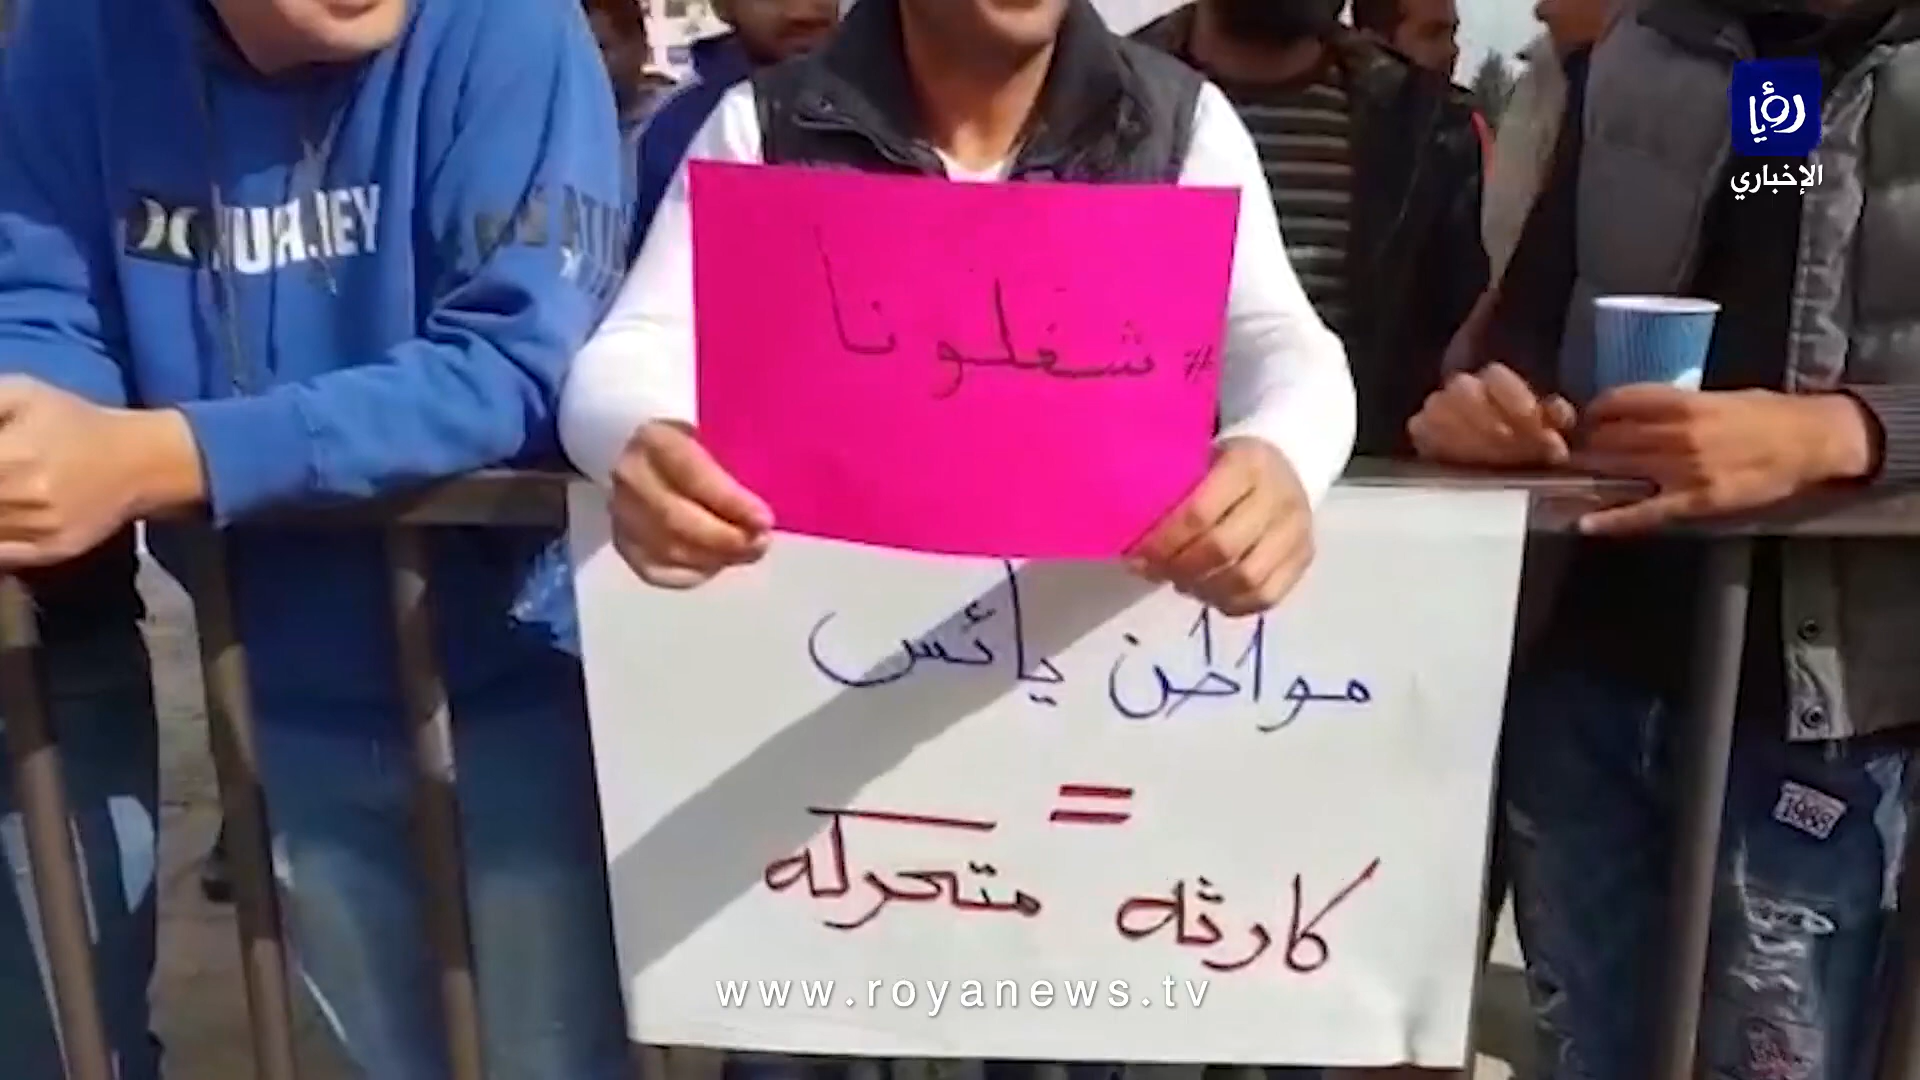 رؤيا
الإخباري
#شغلونا
مواطن يائس
=
كارثه متحركه
www.royanews.tv